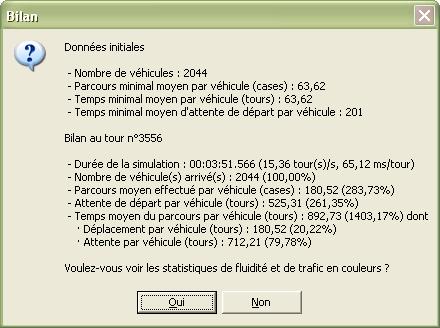 Bilan
Données initiales
- Nombre de véhicules : 2044
- Parcours minimal moyen par véhicule (cases) : 63,62
- Temps minimal moyen par véhicule (tours) : 63,62
- Temps minimal moyen d'attente de départ par véhicule : 201
Bilan au tour n°3556
- Durée de la simulation : 00:03:51.566 (15,36 tour(s)/s, 65,12 ms/tour)
- Nombre de véhicule(s) arrivé(s) : 2044 (100,00%)
- Parcours moyen effectué par véhicule (cases) : 180,52 (283,73%)
- Attente de départ par véhicule (tours) : 525,31 (261,35%)
- Temps moyen du parcours par véhicule (tours) : 892,73 (1403,17%) dont
· Déplacement par véhicule (tours) : 180,52 (20,22%)
· Attente par véhicule (tours) : 712,21 (79,78%)
Voulez-vous voir les statistiques de fluidité et de trafic en couleurs ?
Oui
Non